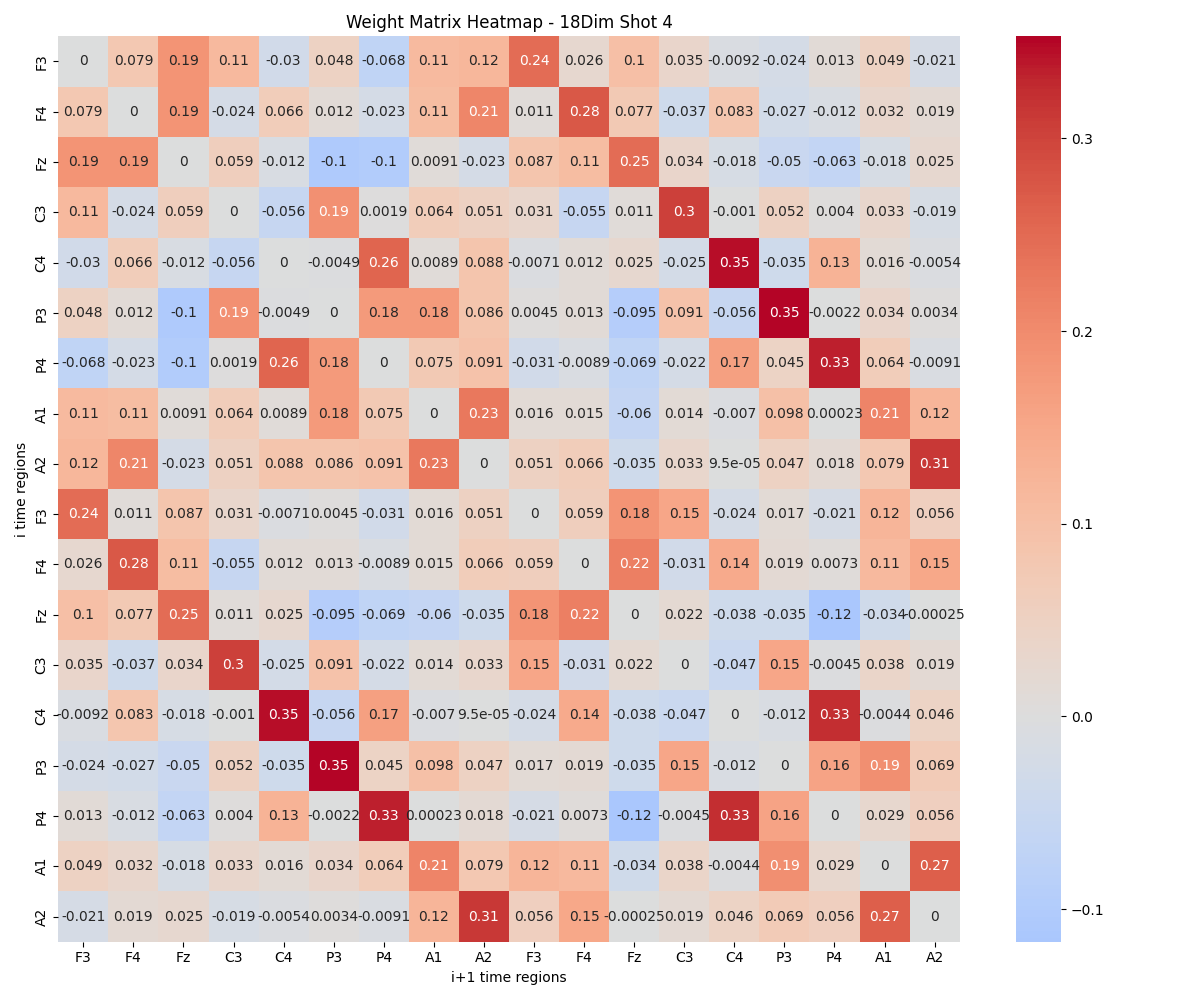 Weight Matrix Heatmap - 18Dim Shot 4
F3 0 0.079 0.19 0.11 -0.03 0.048 -0.068 0.11 0.12 0.24 0.026 0.1 0.035 -0.0092 -0.024 0.013 0.049 -0.021
F4 0.079 0 0.19 -0.024 0.066 0.012 -0.023 0.11 0.21 0.011 0.28 0.077 -0.037 0.083 -0.027 -0.012 0.032 0.019
Fz 0.19 0.19 0 0.059 -0.012 -0.1 -0.1 0.0091 -0.023 0.087 0.11 0.25 0.034 -0.018 -0.05 -0.063 -0.018 0.025
C3 0.11 -0.024 0.059 0 -0.056 0.19 0.0019 0.064 0.051 0.031 -0.055 0.011 0.3 -0.001 0.052 0.004 0.033 -0.019
C4 -0.03 0.066 -0.012 -0.056 0 -0.0049 0.26 0.0089 0.088 -0.0071 0.012 0.025 -0.025 0.35 -0.035 0.13 0.016 -0.0054
P3 0.048 0.012 -0.1 0.19 -0.0049 0 0.18 0.18 0.086 0.0045 0.013 -0.095 0.091 -0.056 0.35 -0.0022 0.034 0.0034
P4 -0.068 -0.023 -0.1 0.0019 0.26 0.18 0 0.075 0.091 -0.031 -0.0089 -0.069 -0.022 0.17 0.045 0.33 0.064 -0.0091
A1 0.11 0.11 0.0091 0.064 0.0089 0.18 0.075 0 0.23 0.016 0.015 -0.06 0.014 -0.007 0.098 0.00023 0.21 0.12
A2 0.12 0.21 -0.023 0.051 0.088 0.086 0.091 0.23 0 0.051 0.066 -0.035 0.033 9.5e-05 0.047 0.018 0.079 0.31
F3 0.24 0.011 0.087 0.031 -0.0071 0.0045 -0.031 0.016 0.051 0 0.059 0.18 0.15 -0.024 0.017 -0.021 0.12 0.056
F4 0.026 0.28 0.11 -0.055 0.012 0.013 -0.0089 0.015 0.066 0.059 0 0.22 -0.031 0.14 0.019 0.0073 0.11 0.15
Fz 0.1 0.077 0.25 0.011 0.025 -0.095 -0.069 -0.06 -0.035 0.18 0.22 0 0.022 -0.038 -0.035 -0.12 -0.034 -0.00025
C3 0.035 -0.037 0.034 0.3 -0.025 0.091 -0.022 0.014 0.033 0.15 -0.031 0.022 0 -0.047 0.15 -0.0045 0.038 0.019
C4 -0.0092 0.083 -0.018 -0.001 0.35 -0.056 0.17 -0.007 9.5e-05 -0.024 0.14 -0.038 -0.047 0 -0.012 0.33 -0.0044 0.046
P3 -0.024 -0.027 -0.05 0.052 -0.035 0.35 0.045 0.098 0.047 0.017 0.019 -0.035 0.15 -0.012 0 0.16 0.19 0.069
P4 0.013 -0.012 -0.063 0.004 0.13 -0.0022 0.33 0.00023 0.018 -0.021 0.0073 -0.12 -0.0045 0.33 0.16 0 0.029 0.056
A1 0.049 0.032 -0.018 0.033 0.016 0.034 0.064 0.21 0.079 0.12 0.11 -0.034 0.038 -0.0044 0.19 0.029 0 0.27
A2 -0.021 0.019 0.025 -0.019 -0.0054 0.0034 -0.0091 0.12 0.31 0.056 0.15 -0.00025 0.019 0.046 0.069 0.056 0.27 0
F3 F4 Fz C3 C4 P3 P4 A1 A2 F3 F4 Fz C3 C4 P3 P4 A1 A2
i+1 time regions
i time regions
0.3
0.2
0.1
0.0
−0.1